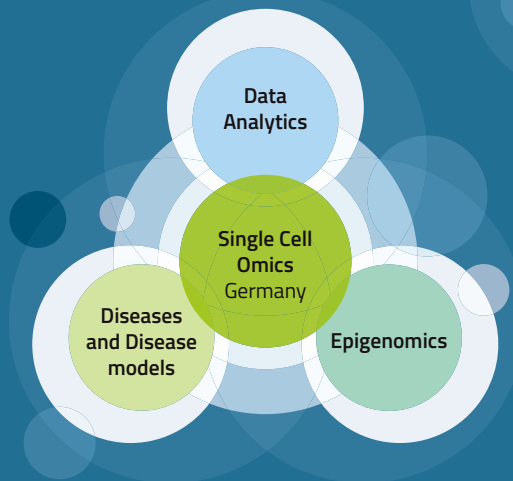 Data
Analytics
Single Cell
Omics
Germany
Diseases
and Disease
models
Epigenomics